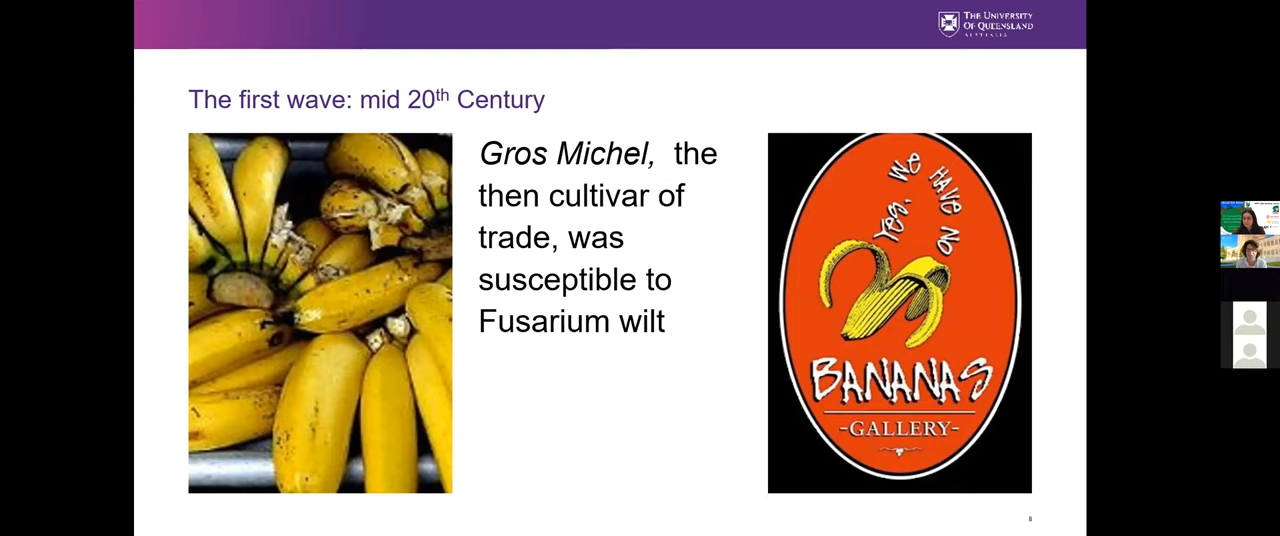 THE UNIVERSITY
OF QUEENSLAND
AUSTRALIA
The first wave: mid 20th Century
Gros Michel, the
then cultivar of
trade, was
susceptible to
Fusarium wilt
Yes, We HAVE NO
BANANAS
-GALLERY-
8